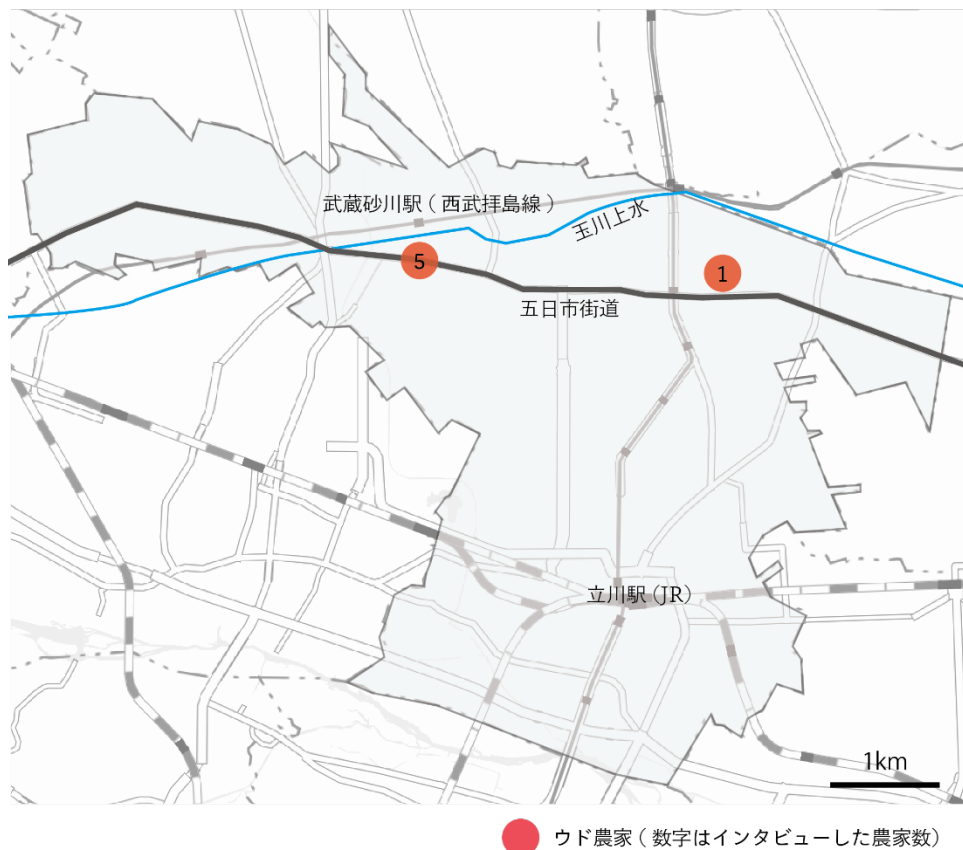 武蔵砂川駅 ( 西武拝島線 )
玉川上水
5
1
五日市街道
立川駅 (JR)
1km
ウド農家 ( 数字はインタビューした農家数)